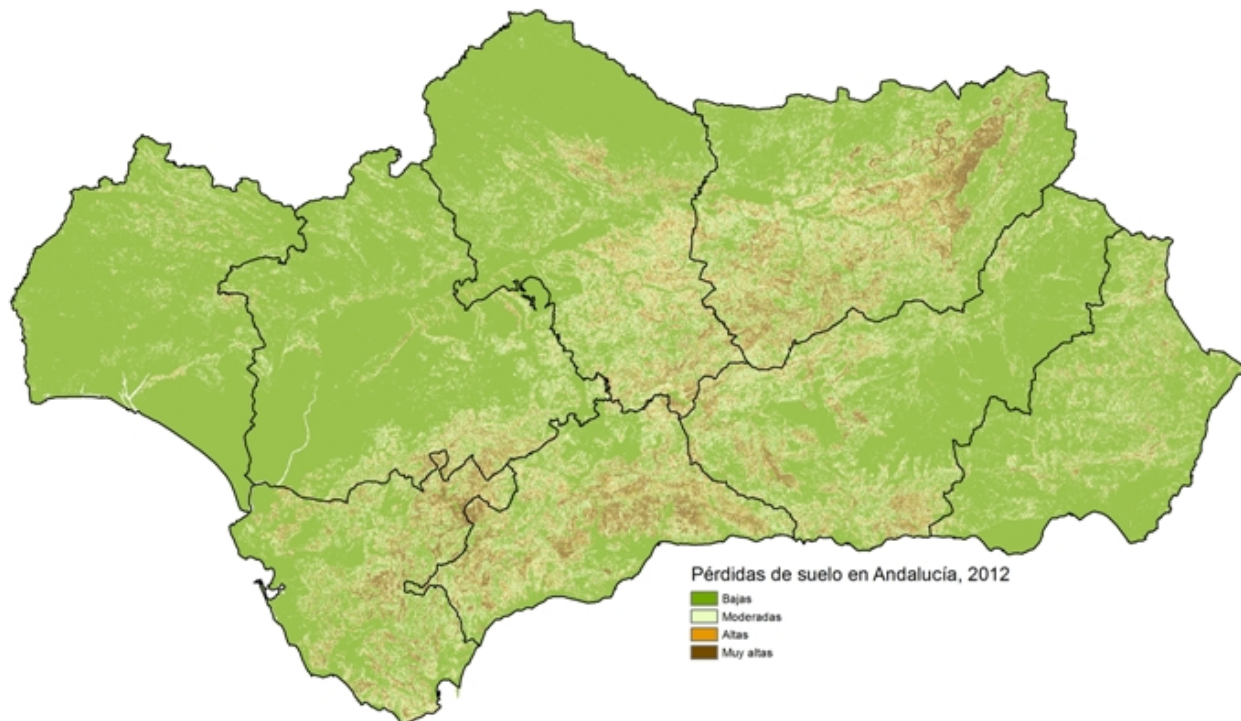 Pérdidas de suelo en Andalucía, 2012
Bajas
Moderadas
Altas
Muy altas